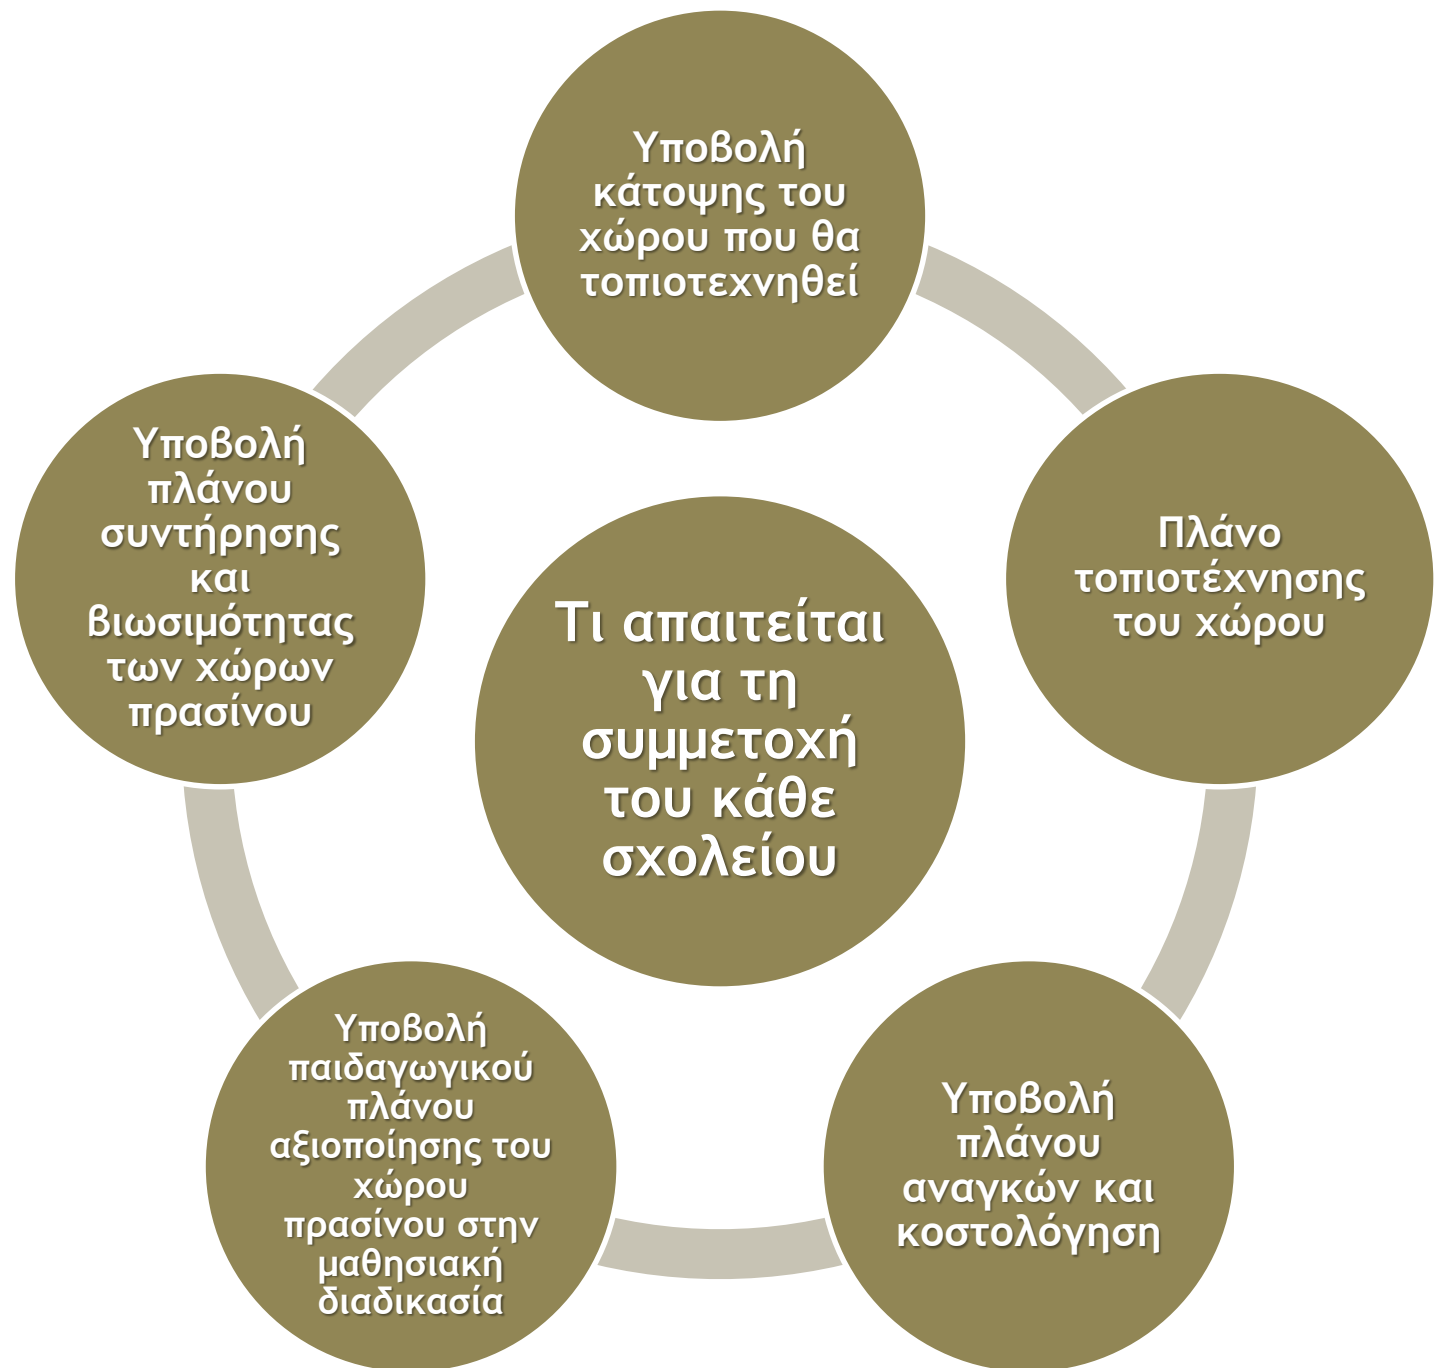 Υποβολή
κάτοψης του
χώρου που θα
τοπιοτεχνηθεί
Πλάνο
τοπιοτέχνησης
του χώρου
Υποβολή
πλάνου
αναγκών και
κοστολόγηση
Υποβολή
παιδαγωγικού
πλάνου
αξιοποίησης του
χώρου
πρασίνου στην
μαθησιακή
διαδικασία
Υποβολή
πλάνου
συντήρησης
και
βιωσιμότητας
των χώρων
πρασίνου
Τι απαιτείται
για τη
συμμετοχή
του κάθε
σχολείου